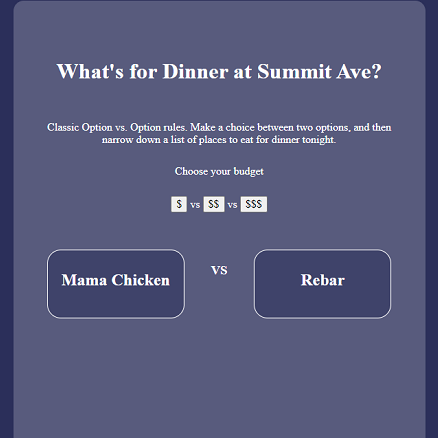 What's for Dinner at Summit Ave?
Classic Option vs. Option rules. Make a choice between two options, and then
narrow down a list of places to eat for dinner tonight.
Choose your budget
$ vs $$ vs $$$
Mama Chicken vs Rebar